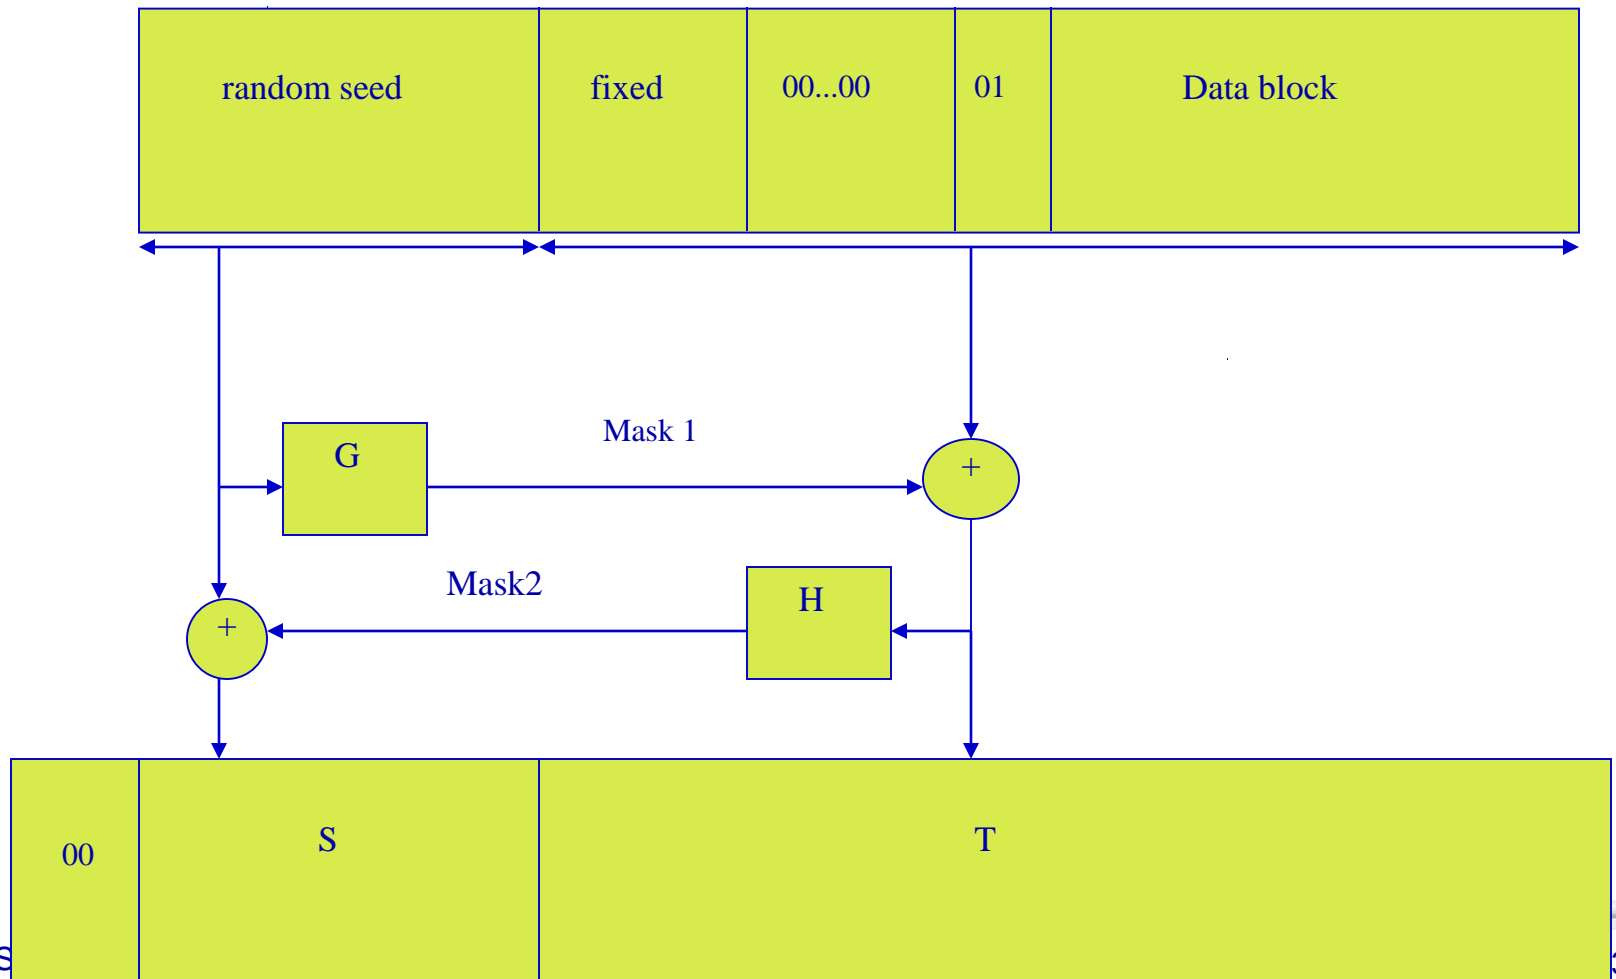 random seed fixed 00...00 01 Data block
Mask 1
G
+
Mask2
H
+
S
T
00